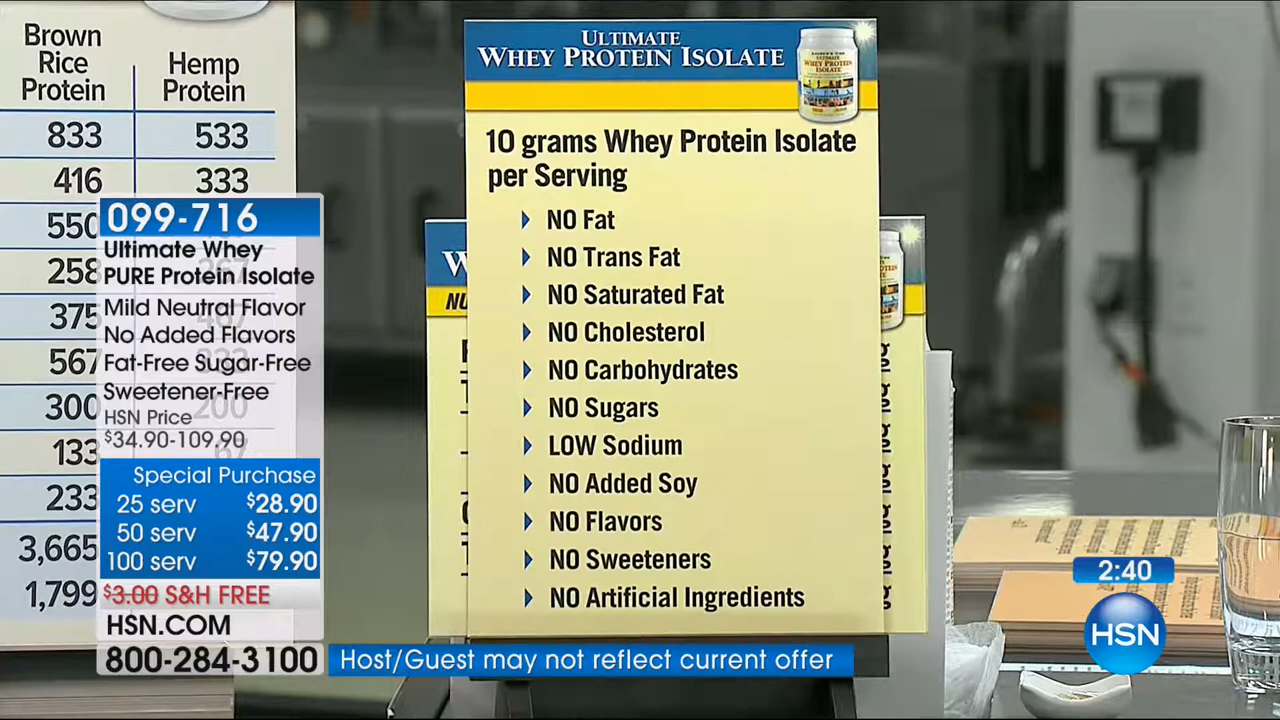 Brown
Rice
Protein
Hemp
Protein
833 533
416 333
550
258
375
567
300 200
133 67
233
3,665
1,799
099-716
Ultimate Whey
PURE Protein Isolate
Mild Neutral Flavor
No Added Flavors
Fat-Free Sugar-Free
Sweetener-Free
HSN Price
$34.90-109.90
Special Purchase
25 serv $28.90
50 serv $47.90
100 serv $79.90
$3.00 S&H FREE
HSN.COM
800-284-3100
ULTIMATE
WHEY PROTEIN ISOLATE
ULTIMATE
WHEY PROTEIN
ISOLATE
10 grams Whey Protein Isolate
per Serving
NO Fat
NO Trans Fat
NO Saturated Fat
NO Cholesterol
NO Carbohydrates
NO Sugars
LOW Sodium
NO Added Soy
NO Flavors
NO Sweeteners
NO Artificial Ingredients
Host/Guest may not reflect current offer
2:40
HSN